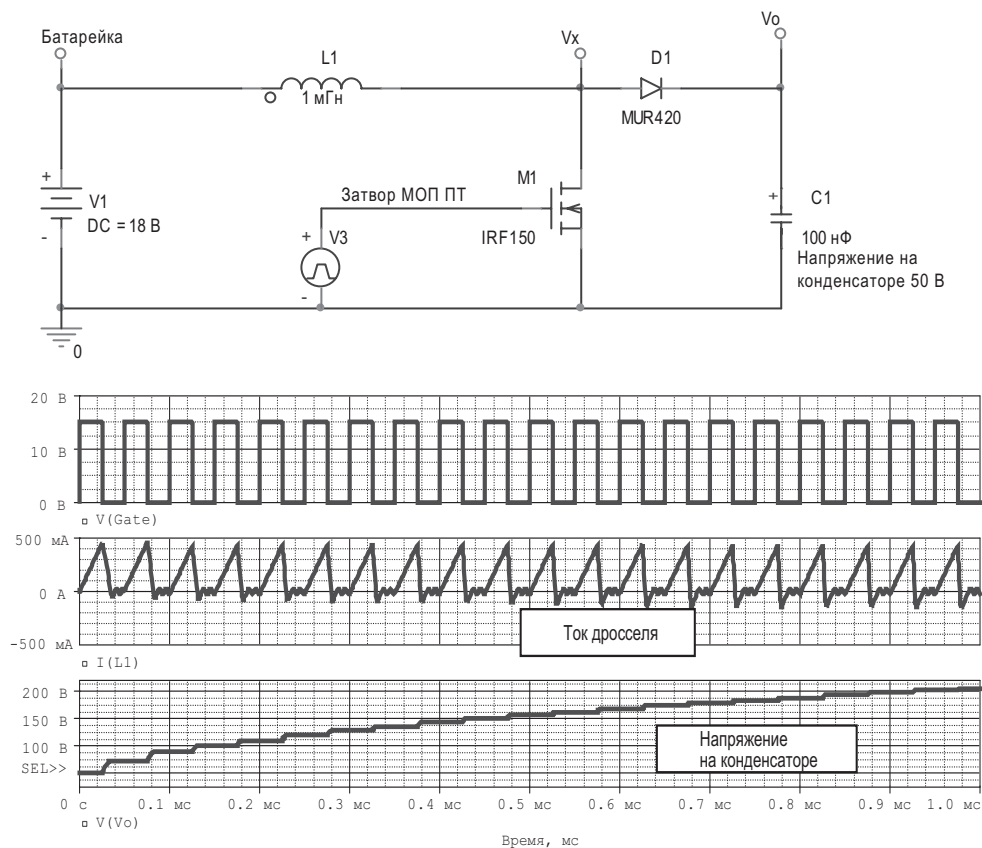 Батарейка
L1
1 мГн
Vx
D1
MUR420
Vo
+
V1
DC = 18 В
-
Затвор МОП ПТ
+
V3
-
M1
IRF150
+
C1
100 нФ
Напряжение на
конденсаторе 50 В
0
20 В
10 В
0 В
V(Gate)
500 мА
0 А
-500 мА
Ток дросселя
I(L1)
200 В
150 В
100 В
SEL>>
Напряжение
на конденсаторе
0 с 0.1 мс 0.2 мс 0.3 мс 0.4 мс 0.5 мс 0.6 мс 0.7 мс 0.8 мс 0.9 мс 1.0 мс
V(Vo)
Время, мс